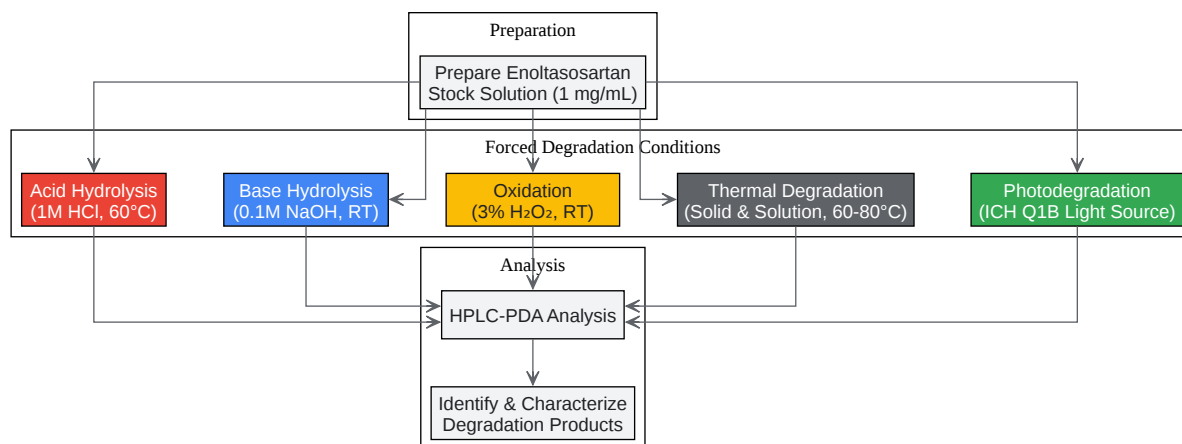 Preparation
Prepare Enoltasosartan
Stock Solution (1 mg/mL)
Forced Degradation Conditions
Acid Hydrolysis
(1M HCl, 60°C)
Base Hydrolysis
(0.1M NaOH, RT)
Oxidation
(3% H₂O₂, RT)
Thermal Degradation
(Solid & Solution, 60-80°C)
Photodegradation
(ICH Q1B Light Source)
Analysis
HPLC-PDA Analysis
Identify & Characterize
Degradation Products